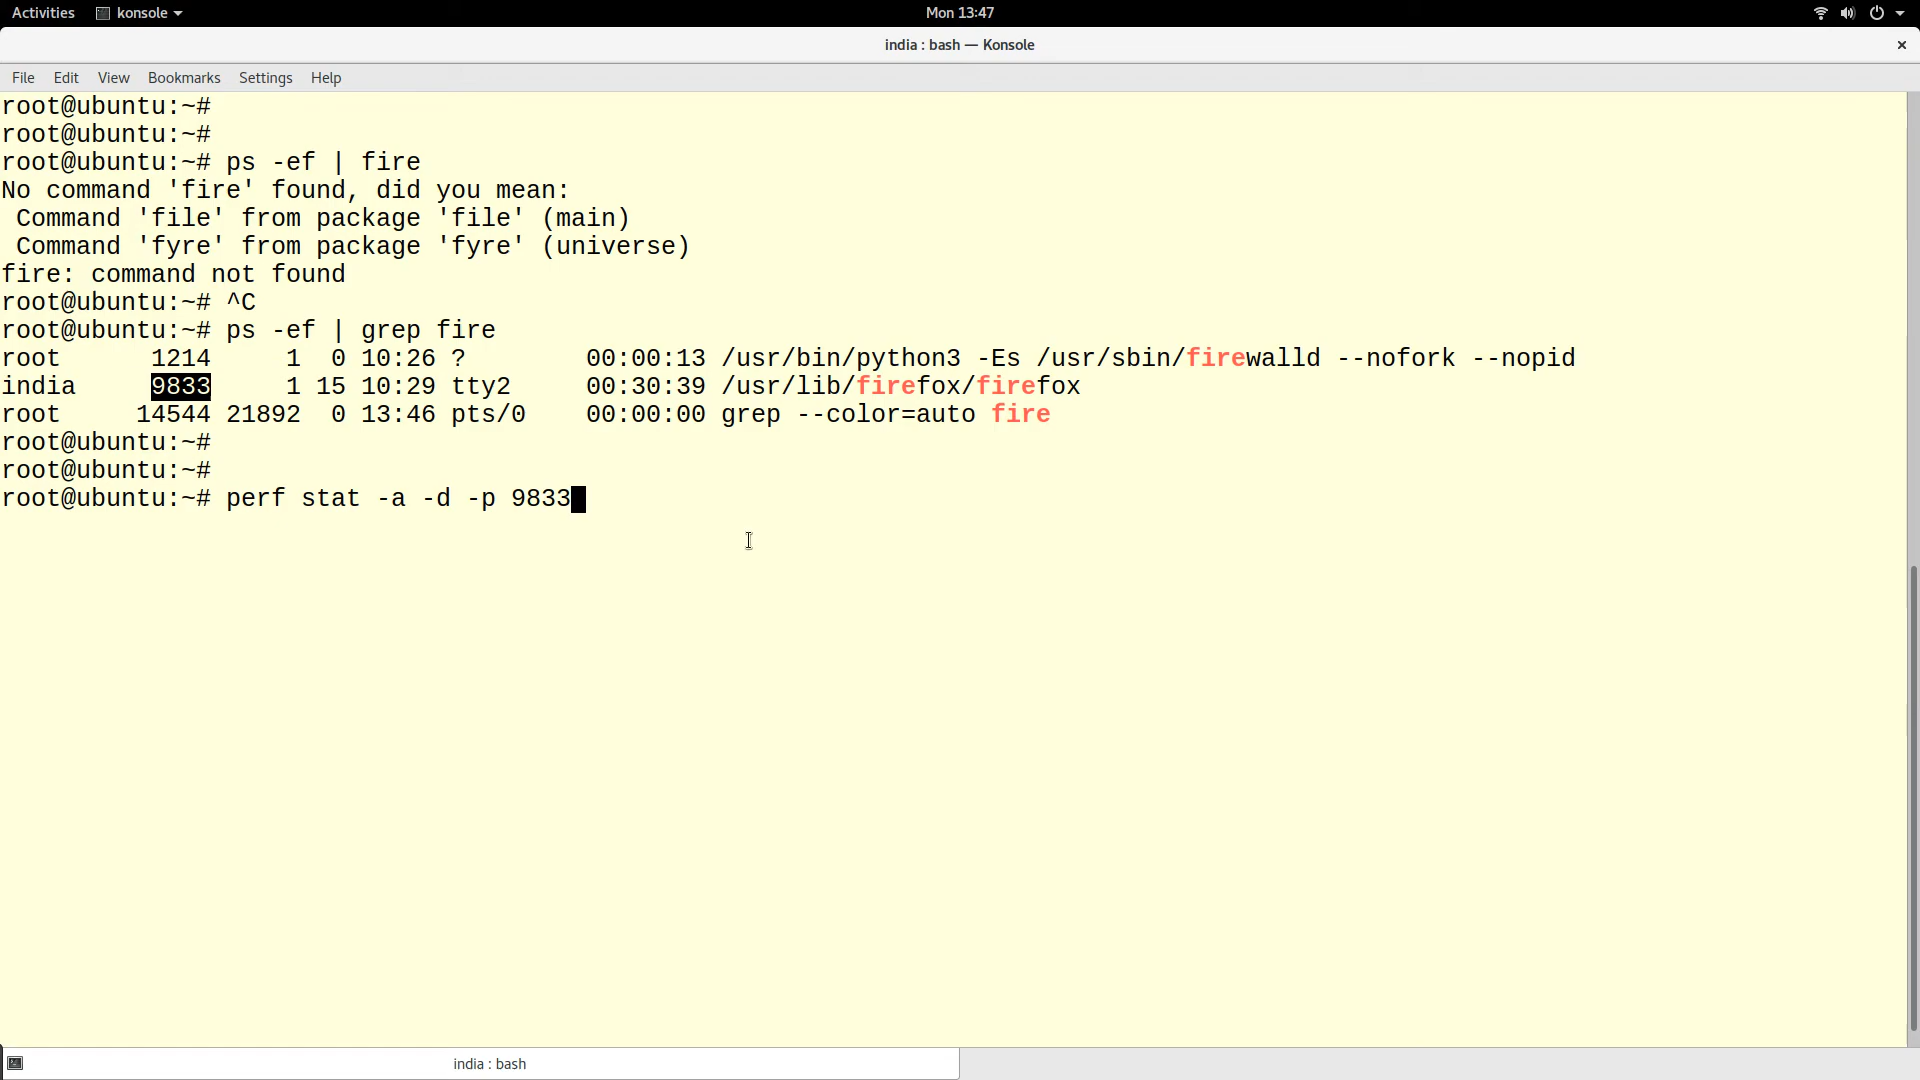 Activities konsole Mon 13:47
india : bash — Konsole
File Edit View Bookmarks Settings Help
root@ubuntu:~#
root@ubuntu:~#
root@ubuntu:~# ps -ef | fire
No command 'fire' found, did you mean:
 Command 'file' from package 'file' (main)
 Command 'fyre' from package 'fyre' (universe)
fire: command not found
root@ubuntu:~# ^C
root@ubuntu:~# ps -ef | grep fire
root      1214     1  0 10:26 ?        00:00:13 /usr/bin/python3 -Es /usr/sbin/firewalld --nofork --nopid
india     9833     1 15 10:29 tty2     00:30:39 /usr/lib/firefox/firefox
root     14544 21892  0 13:46 pts/0    00:00:00 grep --color=auto fire
root@ubuntu:~#
root@ubuntu:~#
root@ubuntu:~# perf stat -a -d -p 9833
india : bash